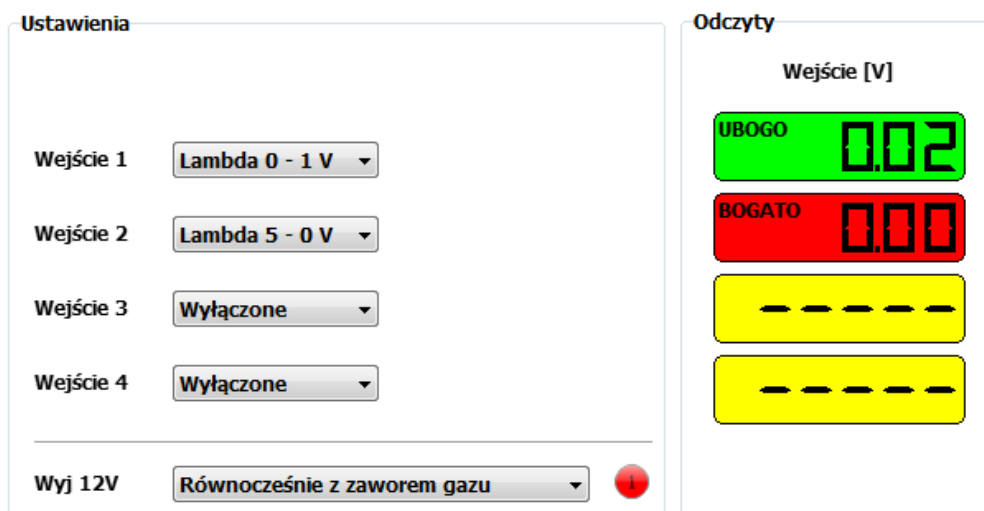 Ustawienia
Odczyty
Wejście [V]
Wejście 1
Lambda 0 - 1 V
UBOGO
0.02
Wejście 2
Lambda 5 - 0 V
BOGATO
0.00
Wejście 3
Wyłączone
-----
Wejście 4
Wyłączone
-----
Wyj 12V
Równocześnie z zaworem gazu
i